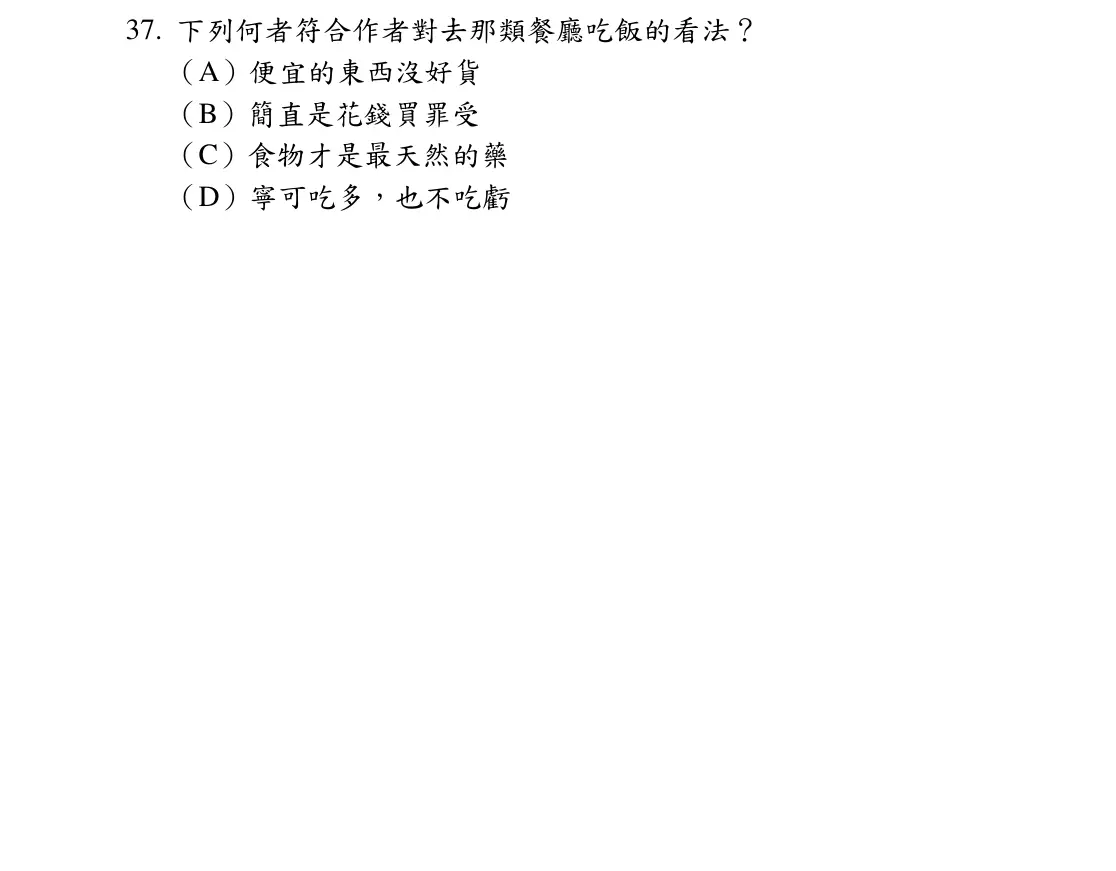 37. 下列何者符合作者對去那類餐廳吃飯的看法？
（A）便宜的東西沒好貨
（B）簡直是花錢買罪受
（C）食物才是最天然的藥
（D）寧可吃多，也不吃虧